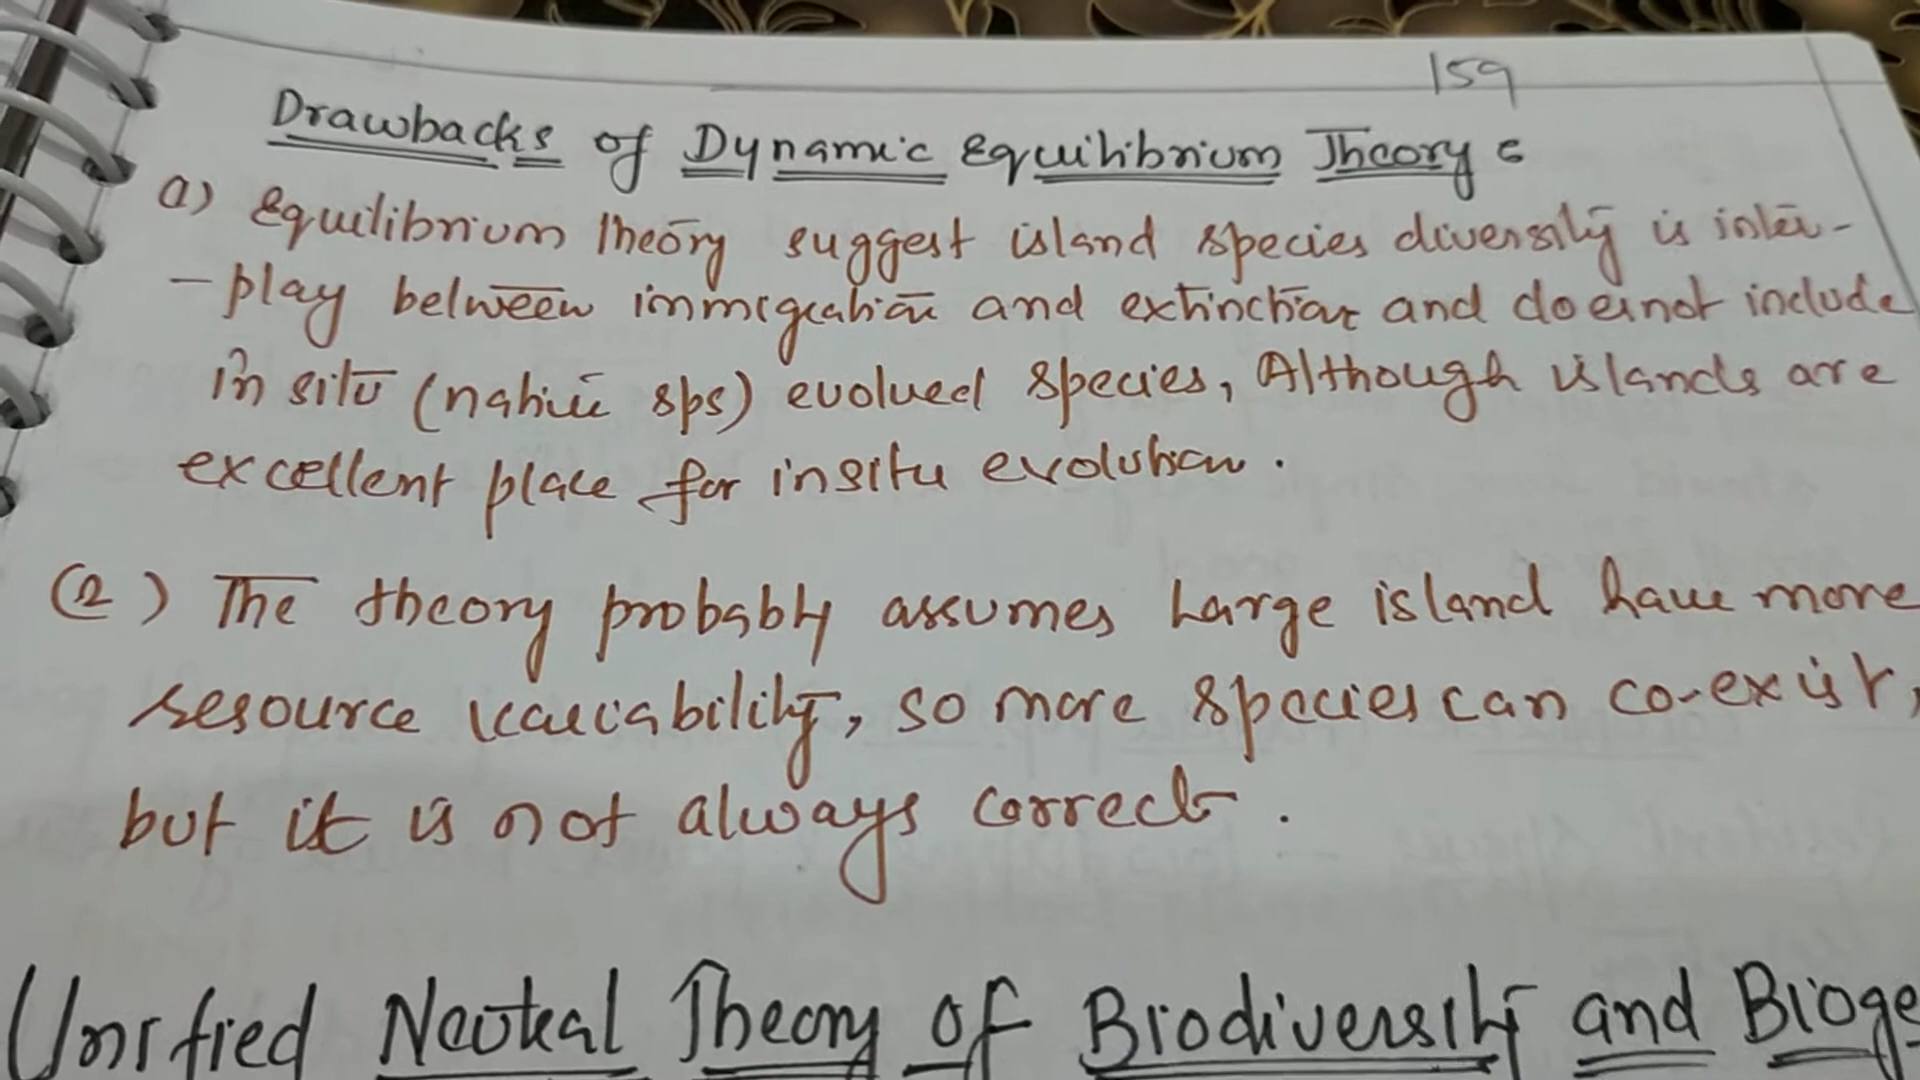 159
Drawbacks of Dynamic Equilibrium Theory :
a) Equilibrium theory suggest island species diversity is inter-
-play between immigration and extinction and doesnot include
in situ (native sps) evolved species, Although islands are
excellent place for insitu evolution.
(2) The theory probably assumes Large island have more
resource variability, so more species can co-exist,
but it is not always correct.
Unified Neutral Theory of Biodiversity and Bioge